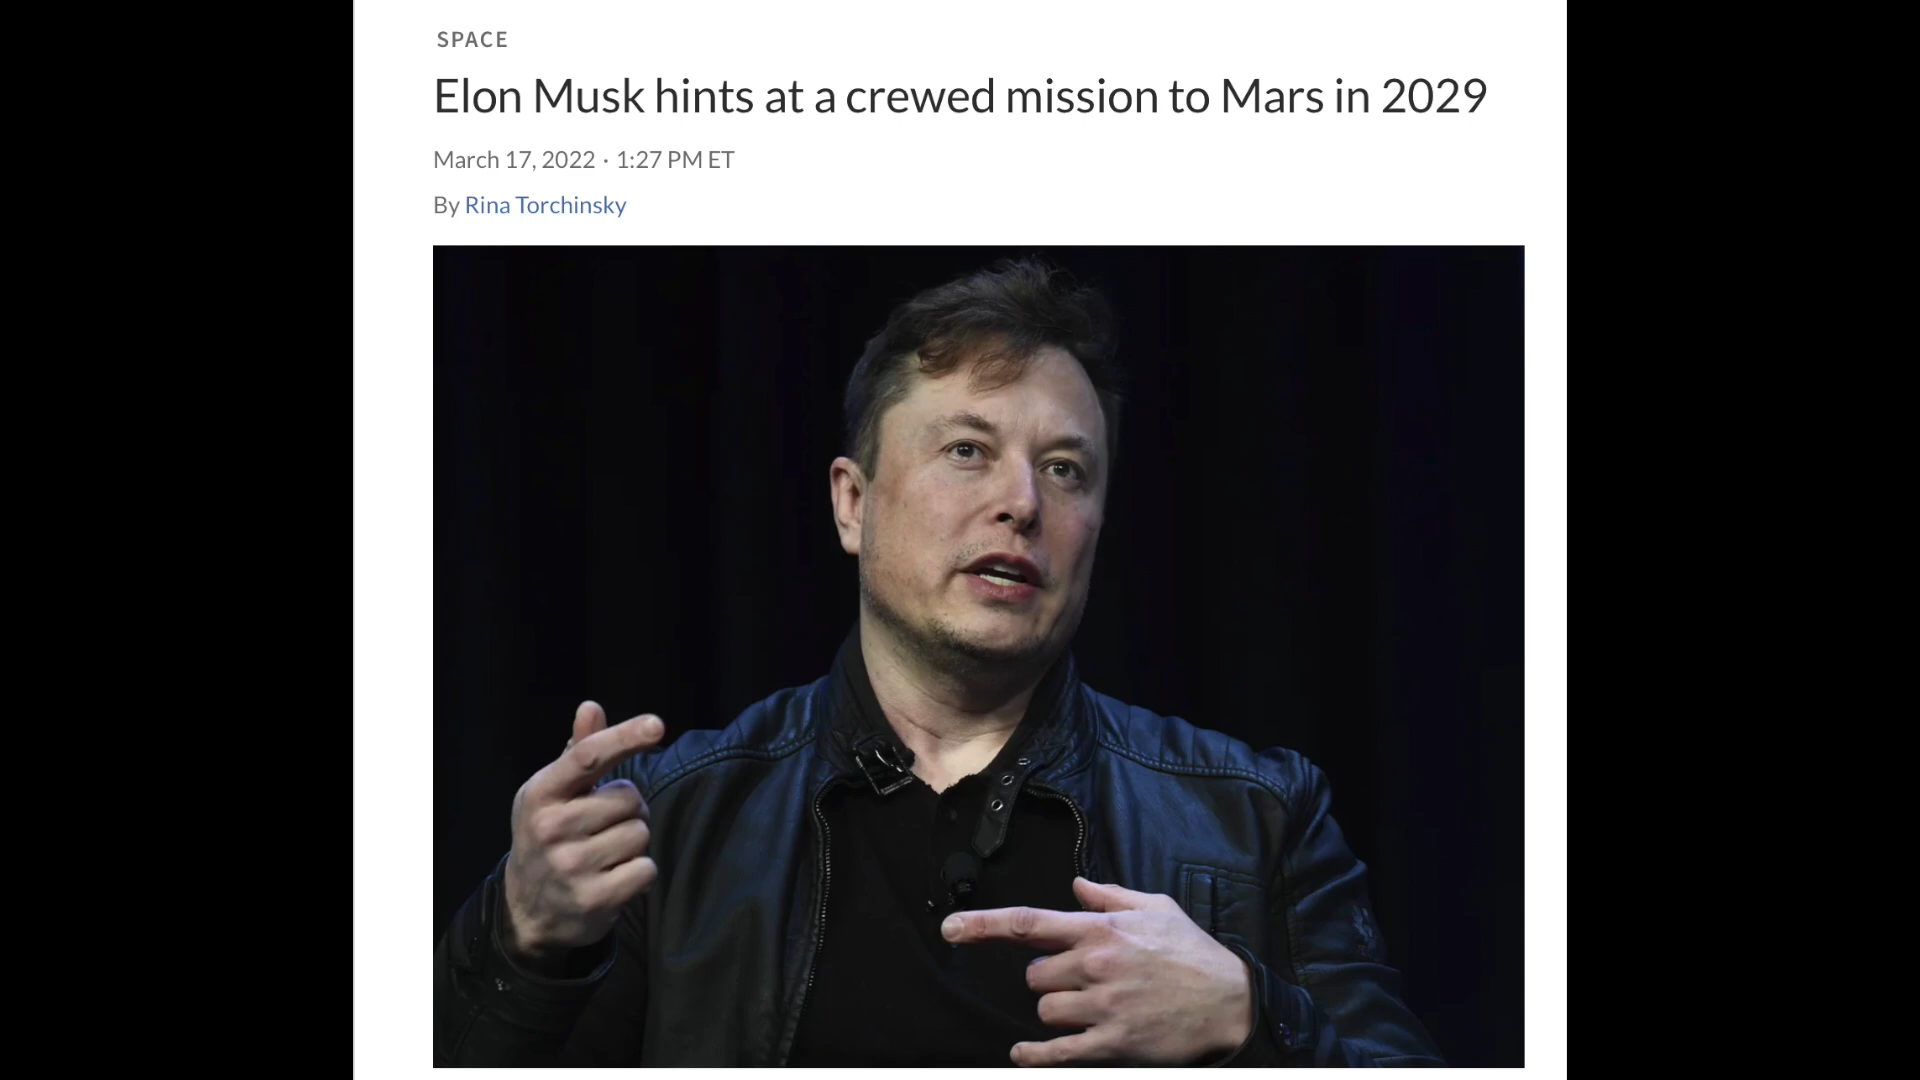 SPACE
Elon Musk hints at a crewed mission to Mars in 2029
March 17, 2022 · 1:27 PM ET
By Rina Torchinsky